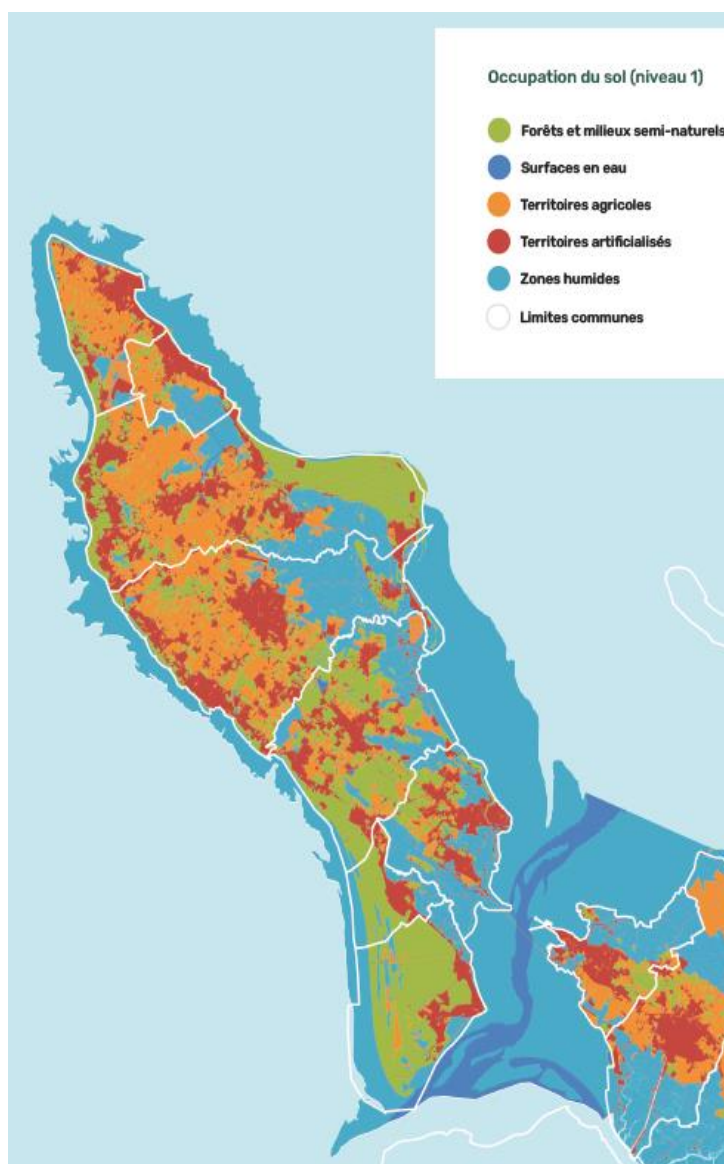 Occupation du sol (niveau 1)
Forêts et milieux semi-naturels
Surfaces en eau
Territoires agricoles
Territoires artificialisés
Zones humides
Limites communes